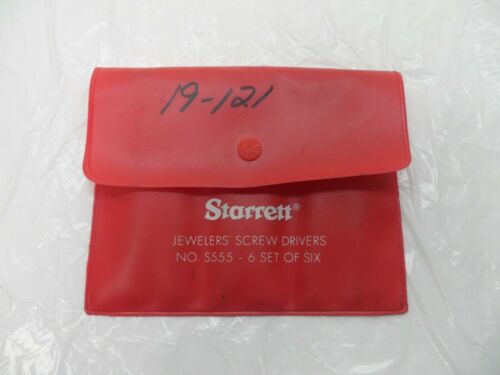 19-121
Starrett®
JEWELERS' SCREW DRIVERS
NO. S555 - 6 SET OF SIX